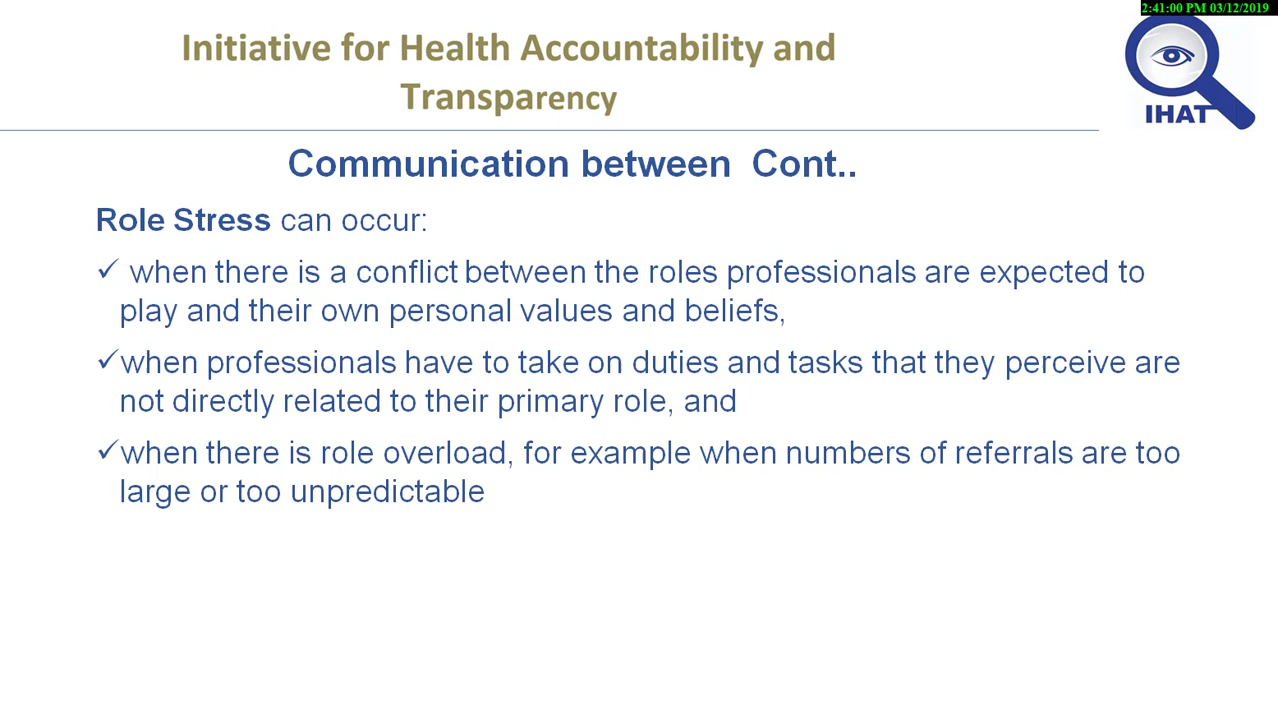 2:41:00 PM 03/12/2019
Initiative for Health Accountability and
Transparency
IHAT
Communication between  Cont..
Role Stress can occur:
✓ when there is a conflict between the roles professionals are expected to
play and their own personal values and beliefs,
✓when professionals have to take on duties and tasks that they perceive are
not directly related to their primary role, and
✓when there is role overload, for example when numbers of referrals are too
large or too unpredictable